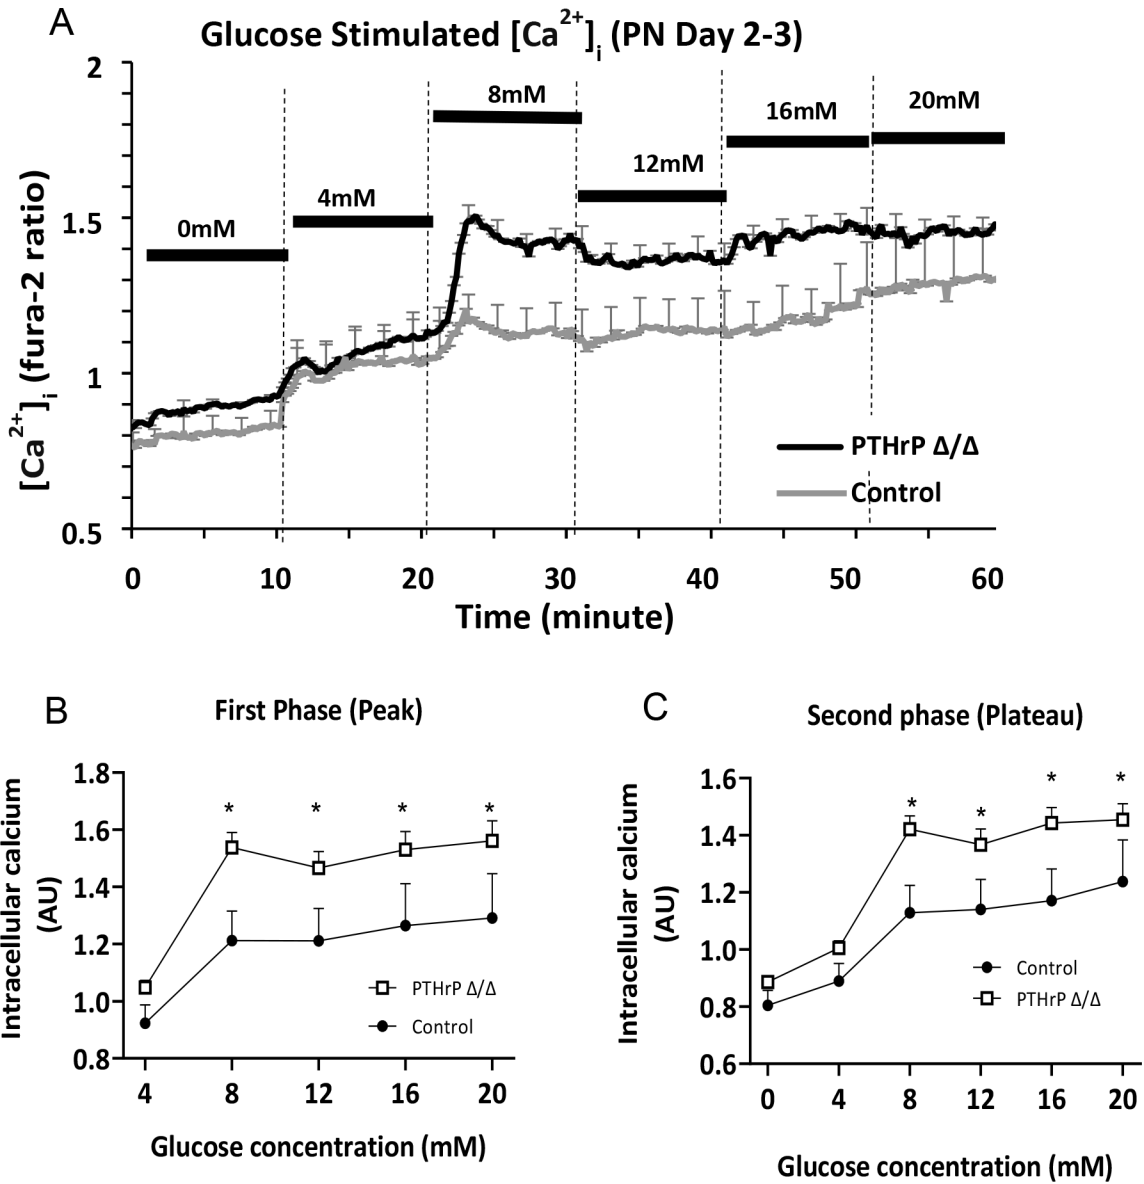 A
Glucose Stimulated [Ca2+]i (PN Day 2-3)
2
1.5
1
0.5
[Ca2+]i (fura-2 ratio)
0mM
4mM
8mM
12mM
16mM
20mM
PTHrP Δ/Δ
Control
0 10 20 30 40 50 60
Time (minute)
B
First Phase (Peak)
Intracellular calcium
(AU)
1.8
1.6
1.4
1.2
1.0
0.8
* * * *
PTHrP Δ/Δ
Control
4 8 12 16 20
Glucose concentration (mM)
C
Second phase (Plateau)
Intracellular calcium
(AU)
1.6
1.4
1.2
1.0
0.8
0.6
* * * *
Control
PTHrP Δ/Δ
0 4 8 12 16 20
Glucose concentration (mM)